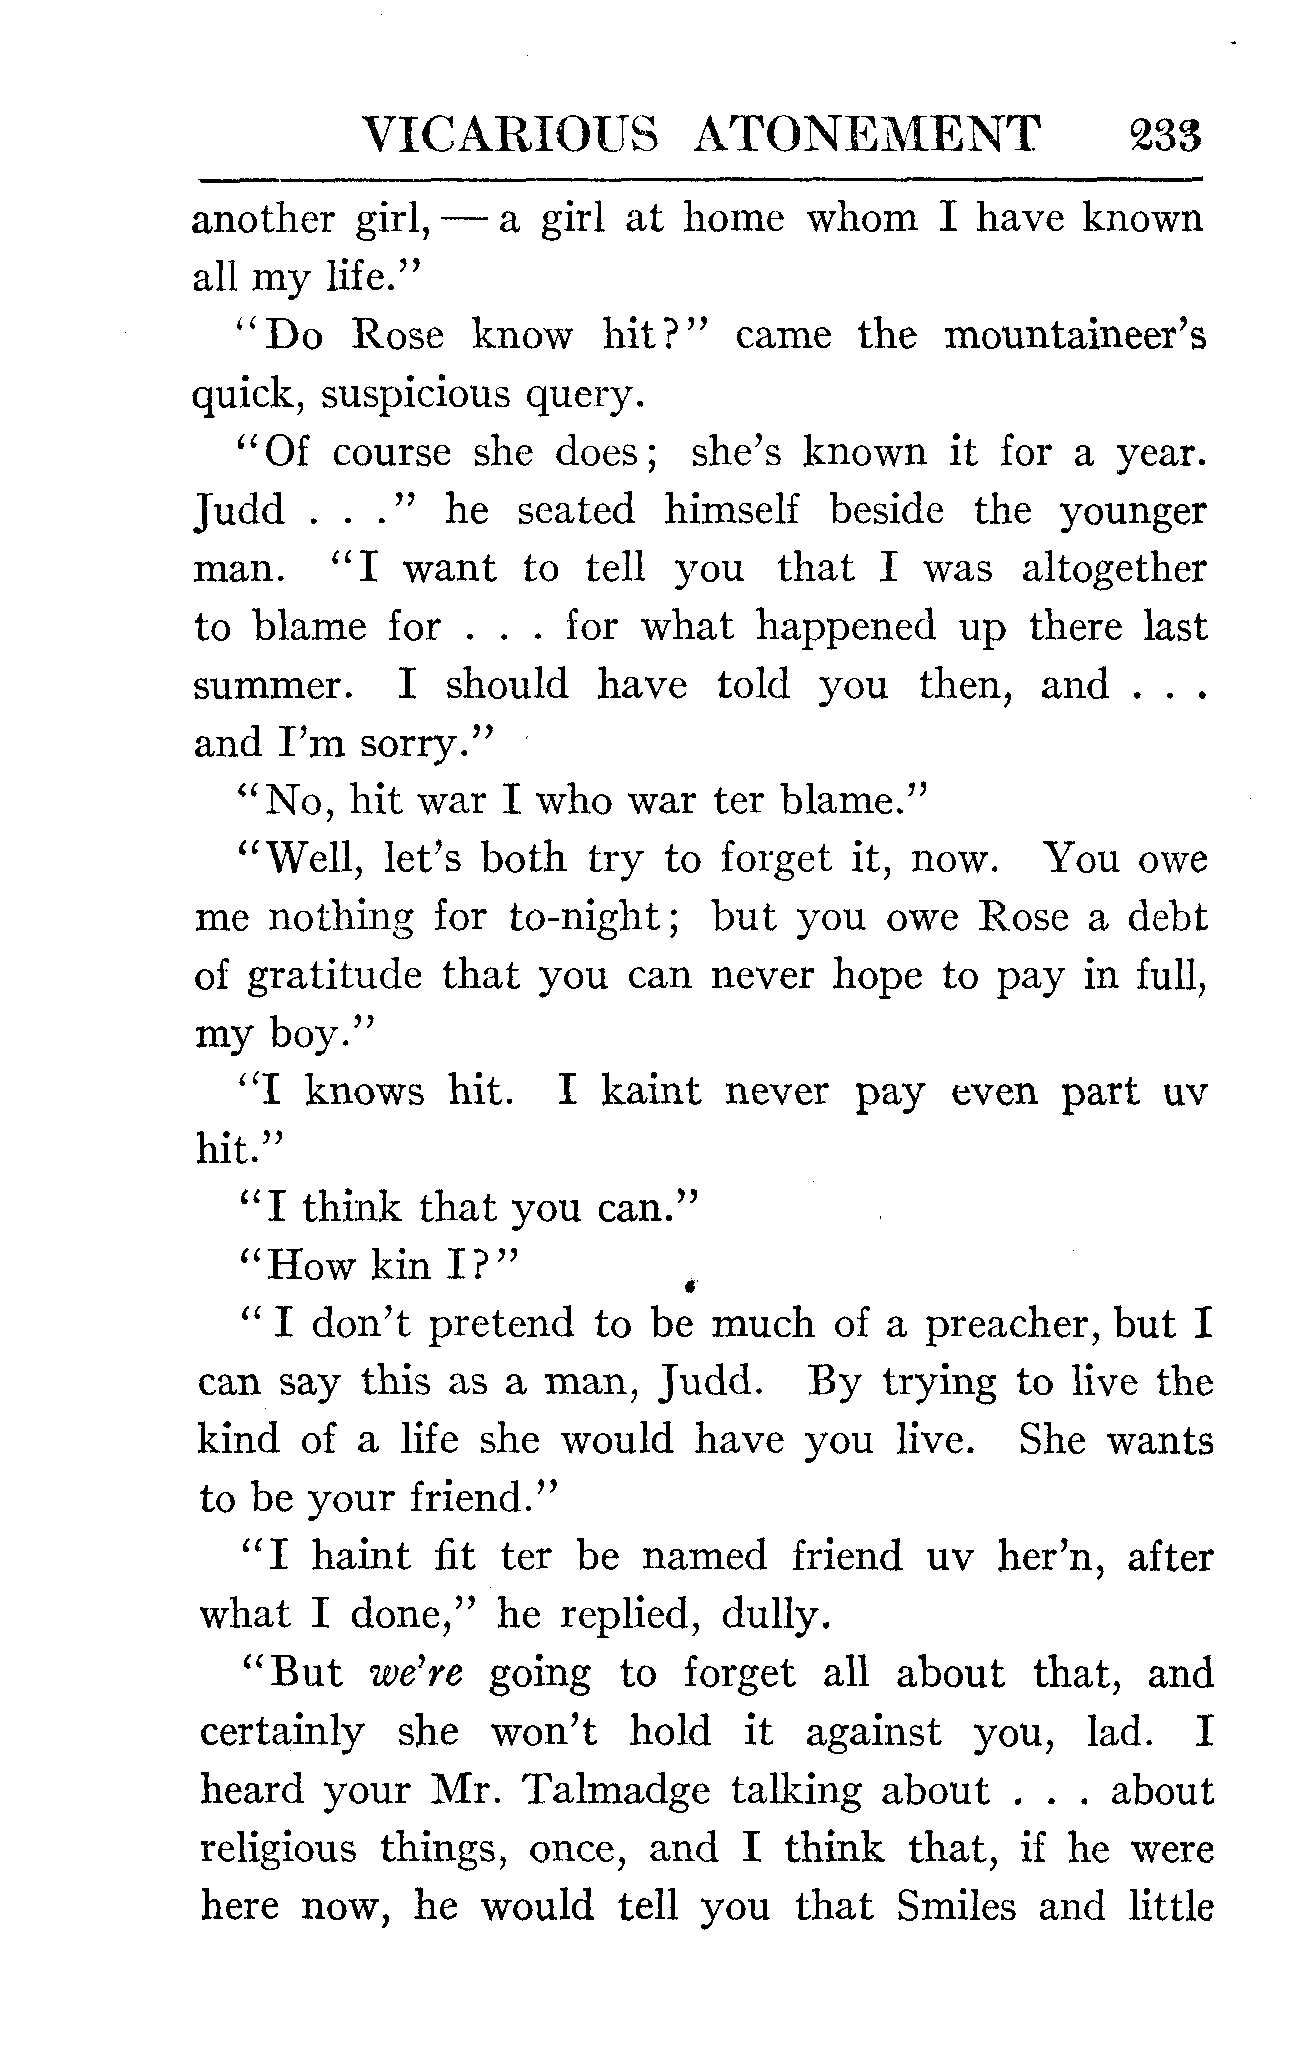 VICARIOUS ATONEMENT 233
another girl, — a girl at home whom I have known
all my life."
"Do Rose know hit?" came the mountaineer's
quick, suspicious query.
"Of course she does; she's known it for a year.
Judd . . ." he seated himself beside the younger
man. "I want to tell you that I was altogether
to blame for . . . for what happened up there last
summer. I should have told you then, and . . .
and I'm sorry."
"No, hit war I who war ter blame."
"Well, let's both try to forget it, now. You owe
me nothing for to-night; but you owe Rose a debt
of gratitude that you can never hope to pay in full,
my boy."
"I knows hit. I kaint never pay even part uv
hit."
"I think that you can."
"How kin I?"
"I don't pretend to be much of a preacher, but I
can say this as a man, Judd. By trying to live the
kind of a life she would have you live. She wants
to be your friend."
"I haint fit ter be named friend uv her'n, after
what I done," he replied, dully.
"But we're going to forget all about that, and
certainly she won't hold it against you, lad. I
heard your Mr. Talmadge talking about . . . about
religious things, once, and I think that, if he were
here now, he would tell you that Smiles and little